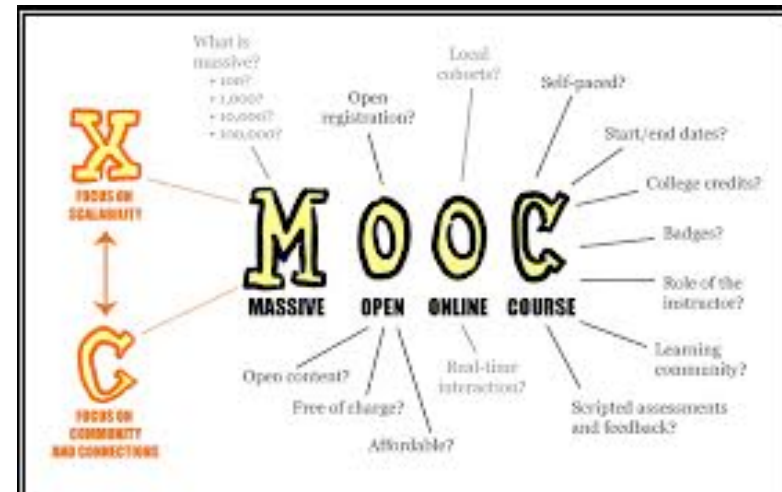 What is
massive?
+ 100?
+ 1,000?
+ 10,000?
+ 100,000?
Open
registration?
Local
cohorts?
Self-paced?
Start/end dates?
College credits?
Badges?
Role of the
instructor?
Learning
community?
Scripted assessments
and feedback?
X
FOCUS ON
SCALABILITY
C
FOCUS ON
COMMUNITY
AND CONNECTIONS
MOOC
MASSIVE OPEN ONLINE COURSE
Open content?
Free of charge?
Affordable?
Real-time
interaction?